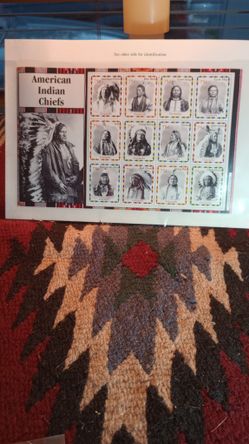 See other side for identification
American
Indian
Chiefs